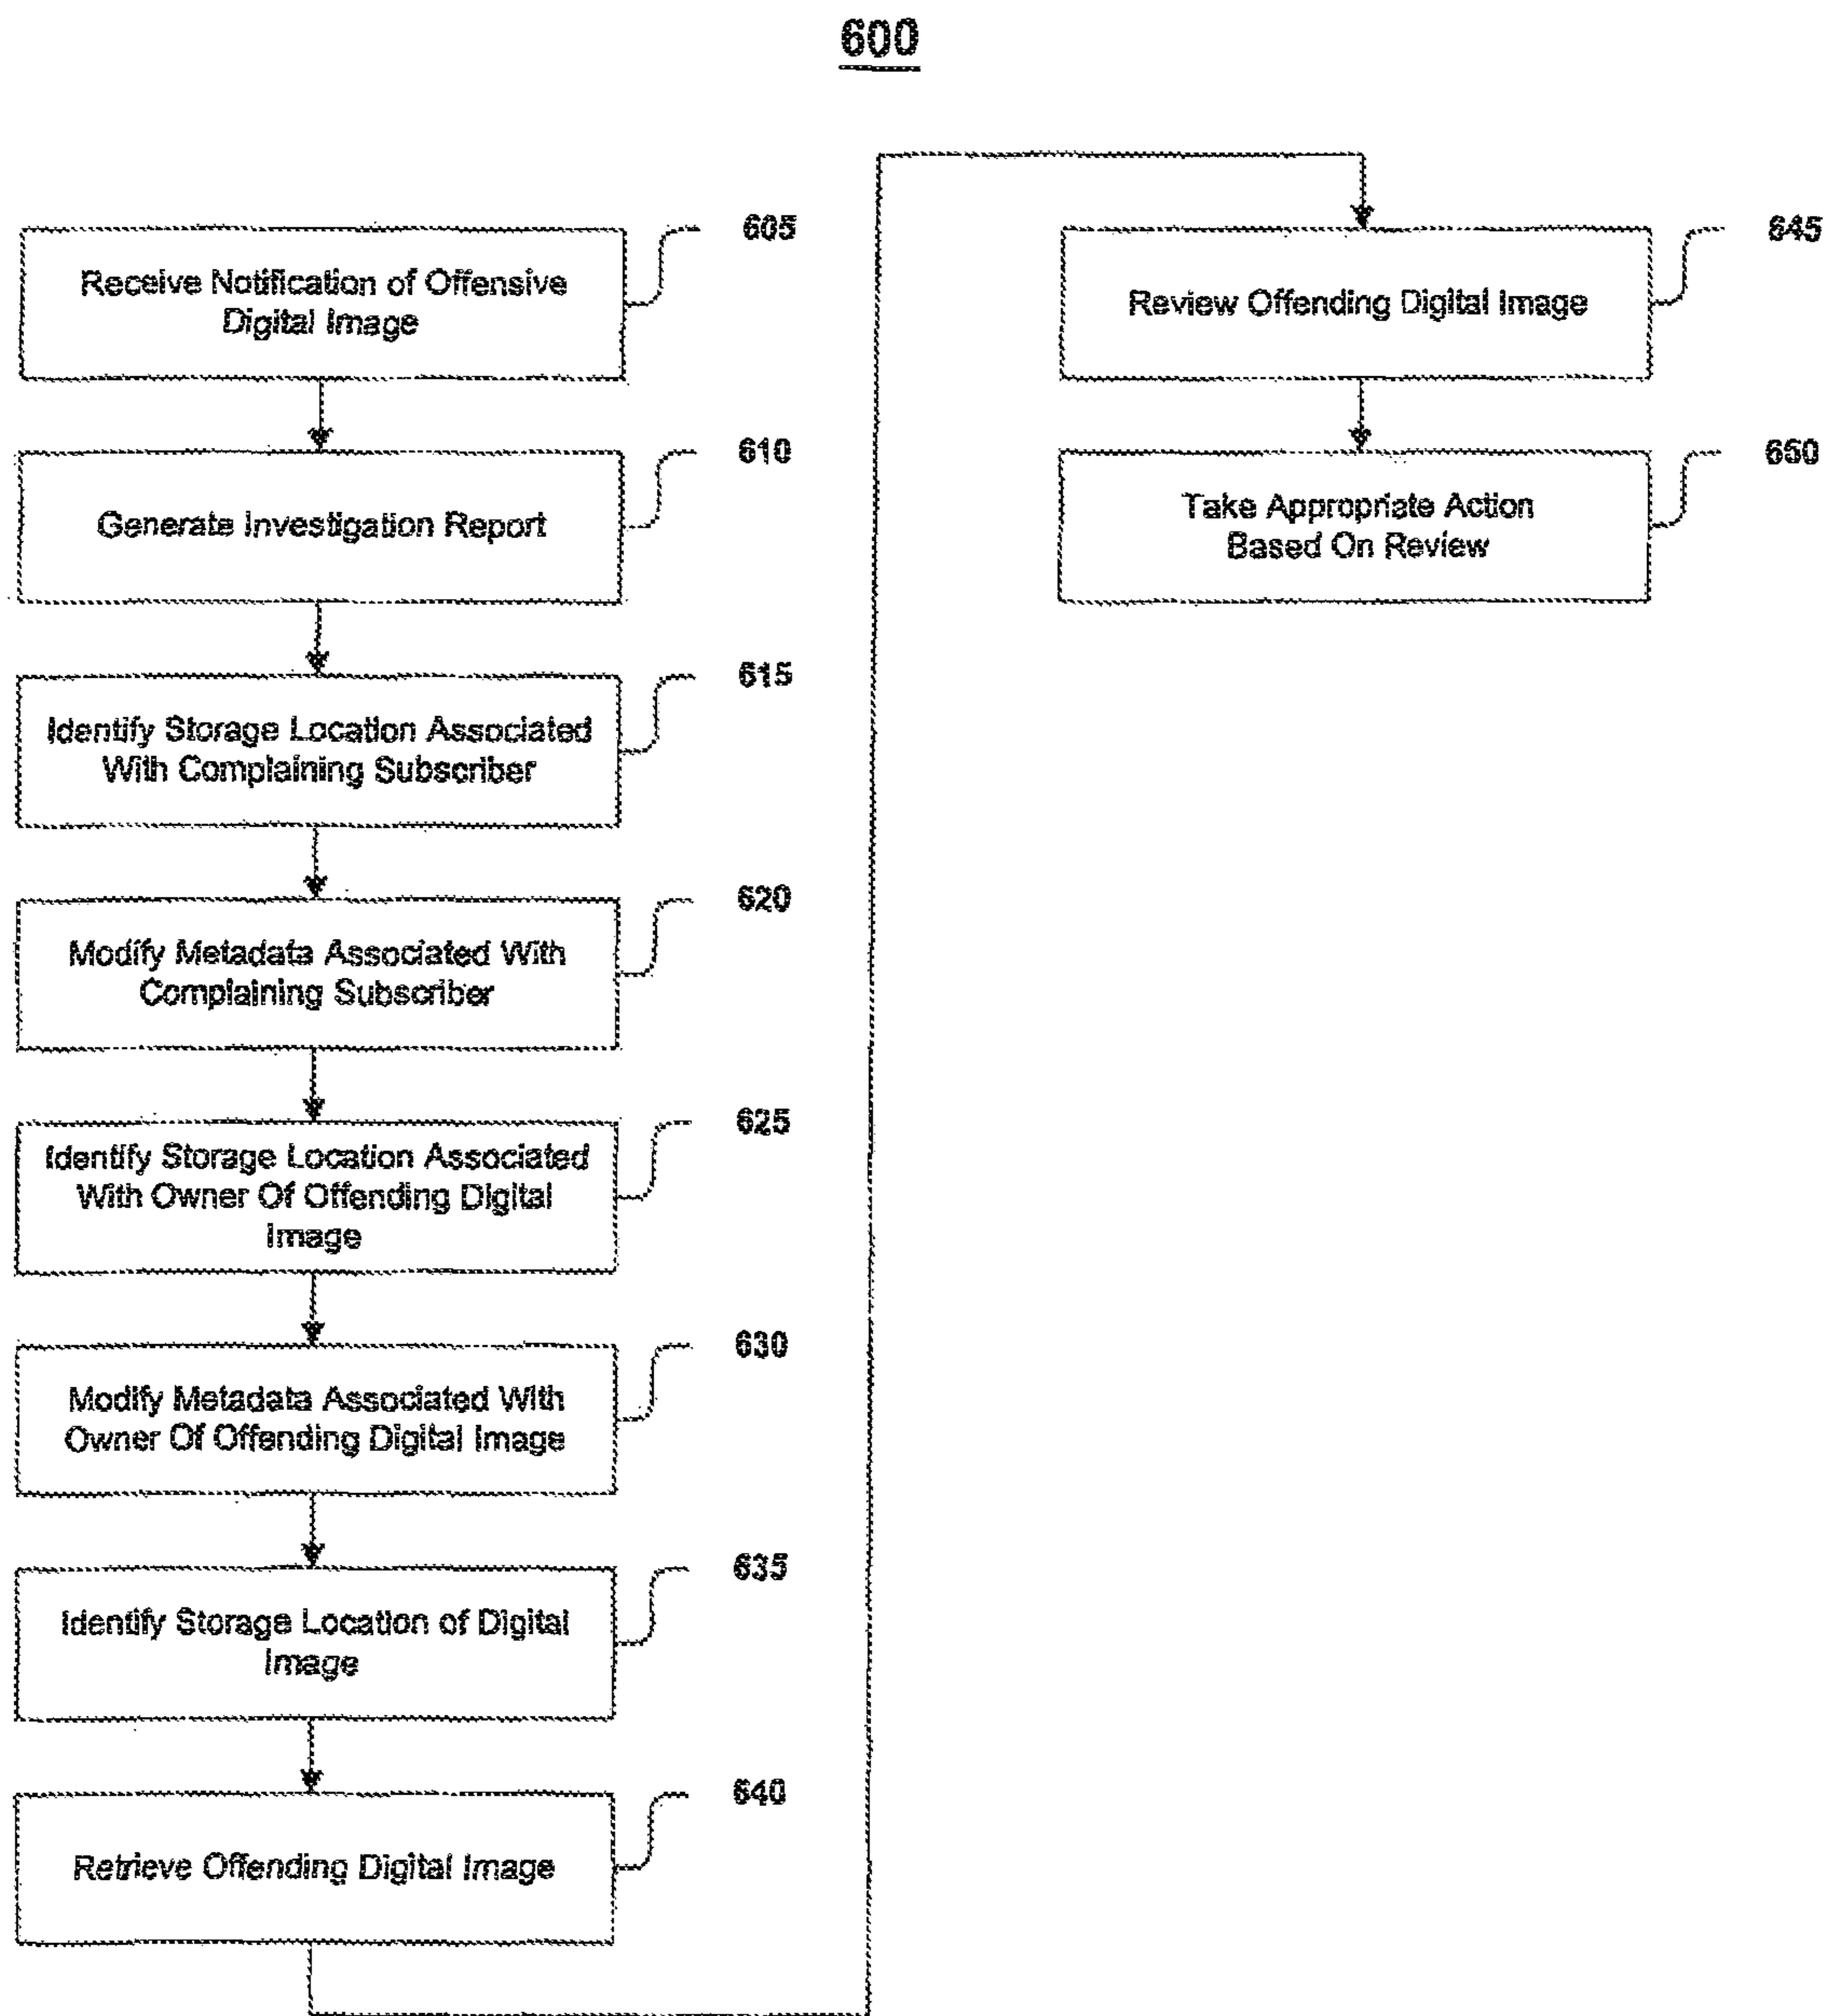 600
605
Receive Notification of Offensive
Digital Image
610
Generate Investigation Report
615
Identify Storage Location Associated
With Complaining Subscriber
620
Modify Metadata Associated With
Complaining Subscriber
625
Identify Storage Location Associated
With Owner Of Offending Digital
Image
630
Modify Metadata Associated With
Owner Of Offending Digital Image
635
Identify Storage Location of Digital
Image
640
Retrieve Offending Digital Image
645
Review Offending Digital Image
650
Take Appropriate Action
Based On Review